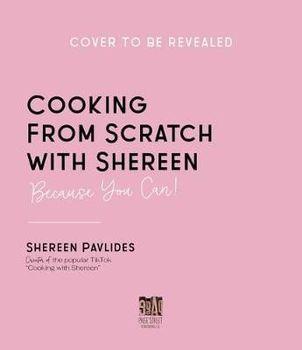 COVER TO BE REVEALED
COOKING
FROM SCRATCH
WITH SHEREEN
Because You Can!
SHEREEN PAVLIDES
Creator of the popular TikTok
"Cooking with Shereen"
PAGE STREET